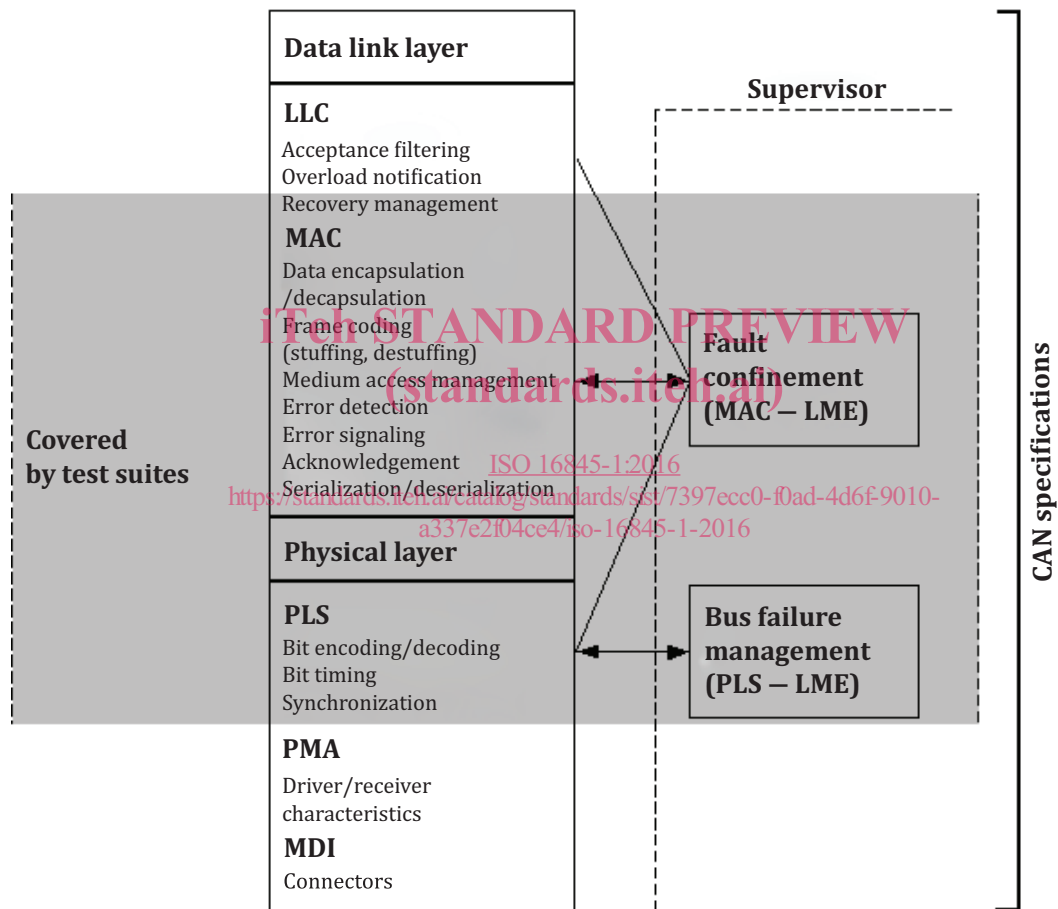 Data link layer
LLC
Acceptance filtering
Overload notification
Recovery management
MAC
Data encapsulation
/decapsulation
Frame coding
(stuffing, destuffing)
Medium access management
Error detection
Error signaling
Acknowledgement
Serialization/deserialization
Physical layer
PLS
Bit encoding/decoding
Bit timing
Synchronization
PMA
Driver/receiver
characteristics
MDI
Connectors
Supervisor
Fault
confinement
(MAC — LME)
Bus failure
management
(PLS — LME)
Covered
by test suites
CAN specifications
iTeh STANDARD PREVIEW
(standards.iteh.ai)
ISO 16845-1:2016
https://standards.iteh.ai/catalog/standards/sist/7397ecc0-f0ad-4d6f-9010-
a337e2f04ce4/iso-16845-1-2016